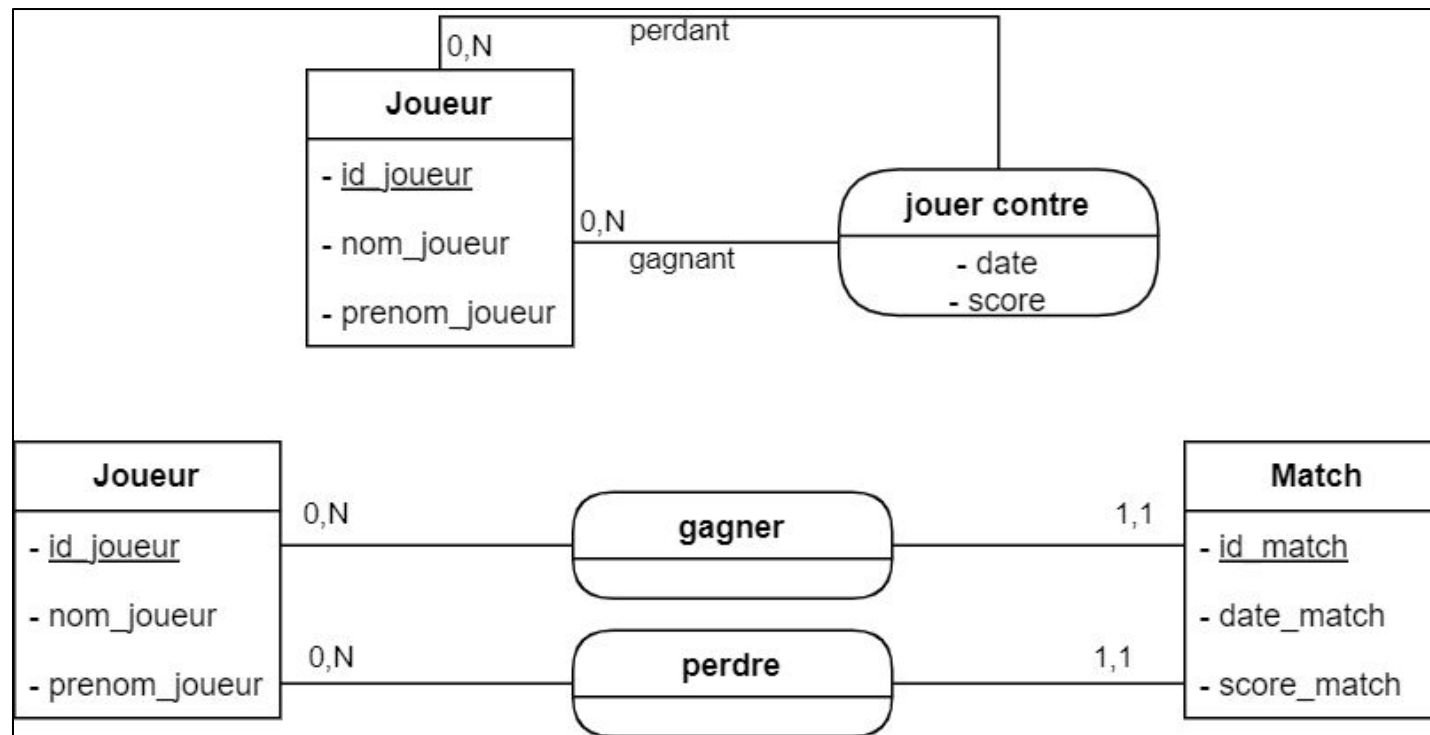 perdant
0,N
Joueur
- id_joueur
- nom_joueur
- prenom_joueur
0,N
gagnant
jouer contre
- date
- score
Joueur
- id_joueur
- nom_joueur
- prenom_joueur
0,N
gagner
1,1
0,N
perdre
1,1
Match
- id_match
- date_match
- score_match